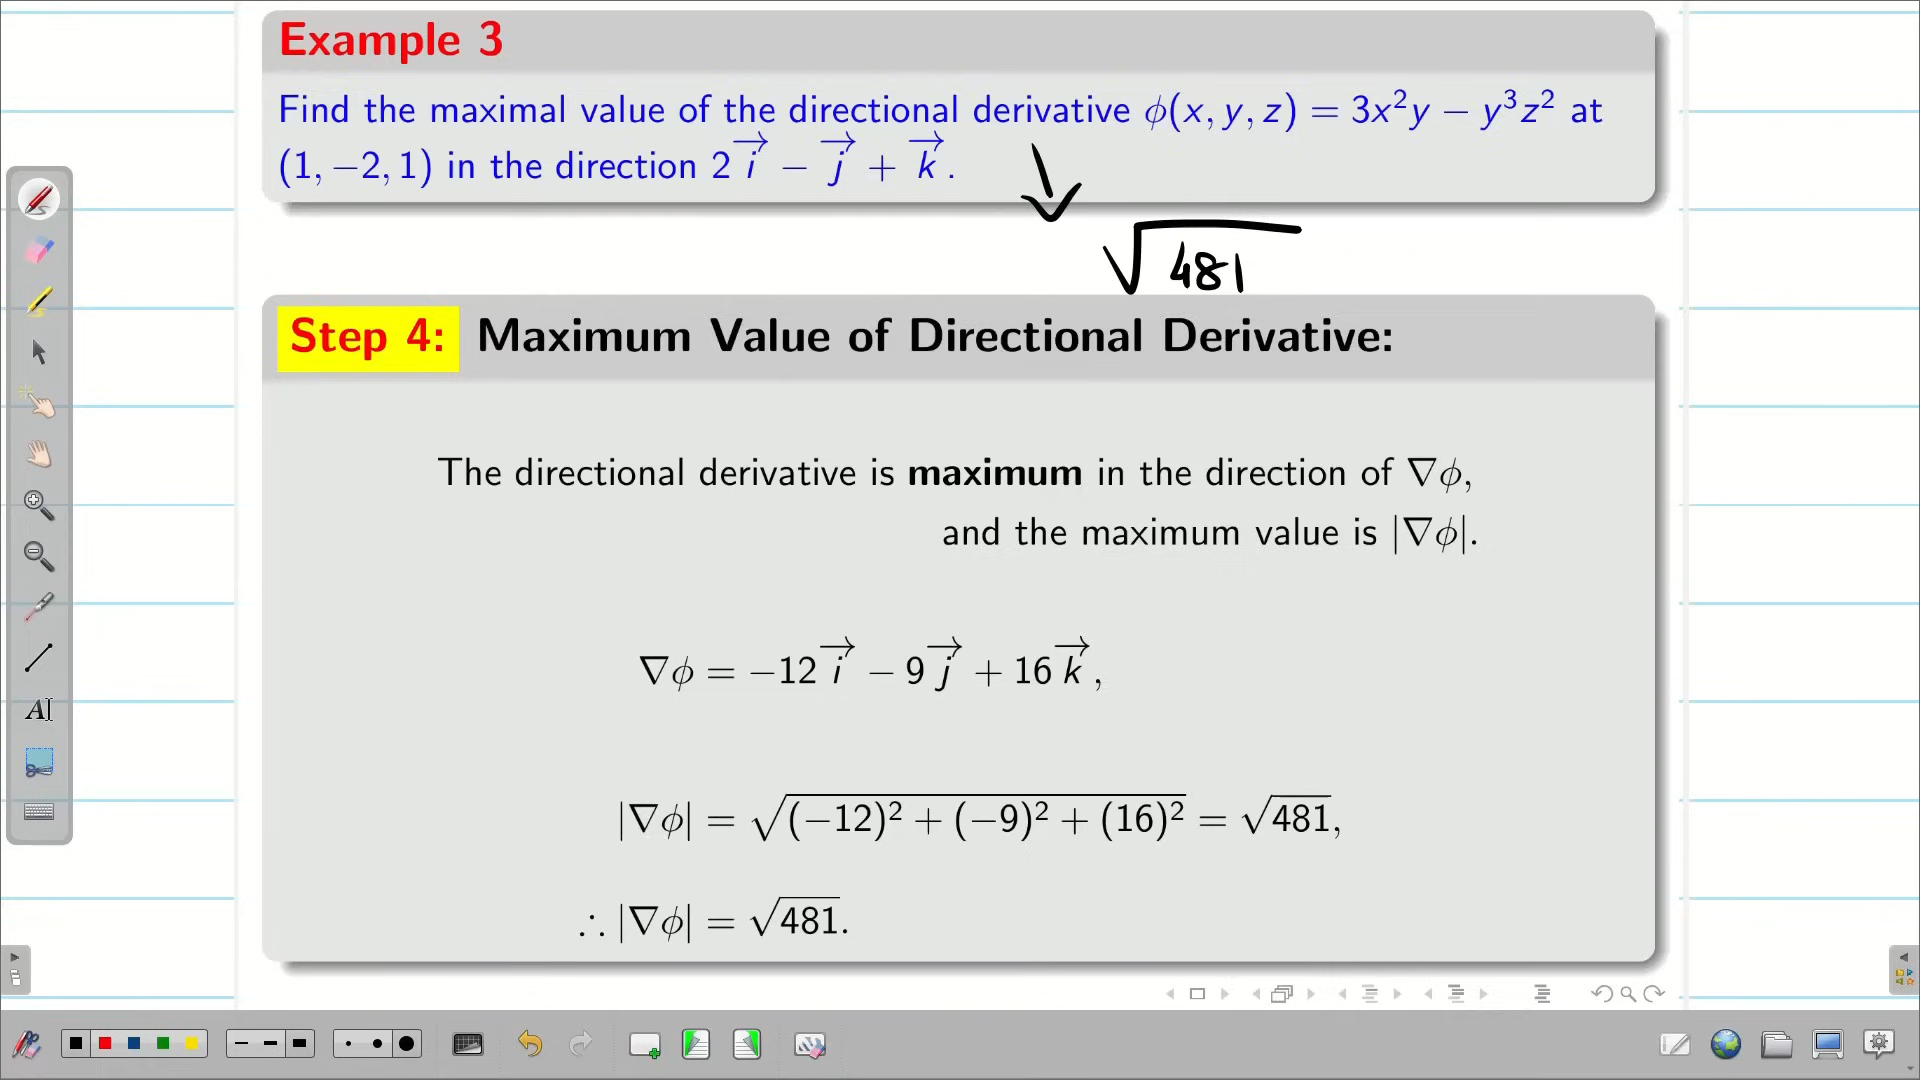 Example 3
Find the maximal value of the directional derivative ϕ(x, y, z) = 3x²y − y³z² at
(1, −2, 1) in the direction 2i⃗ − j⃗ + k⃗.
√481
Step 4: Maximum Value of Directional Derivative:
The directional derivative is maximum in the direction of ∇ϕ,
and the maximum value is |∇ϕ|.
∇ϕ = −12i⃗ − 9j⃗ + 16k⃗,
|∇ϕ| = √((−12)² + (−9)² + (16)²) = √481,
∴ |∇ϕ| = √481.